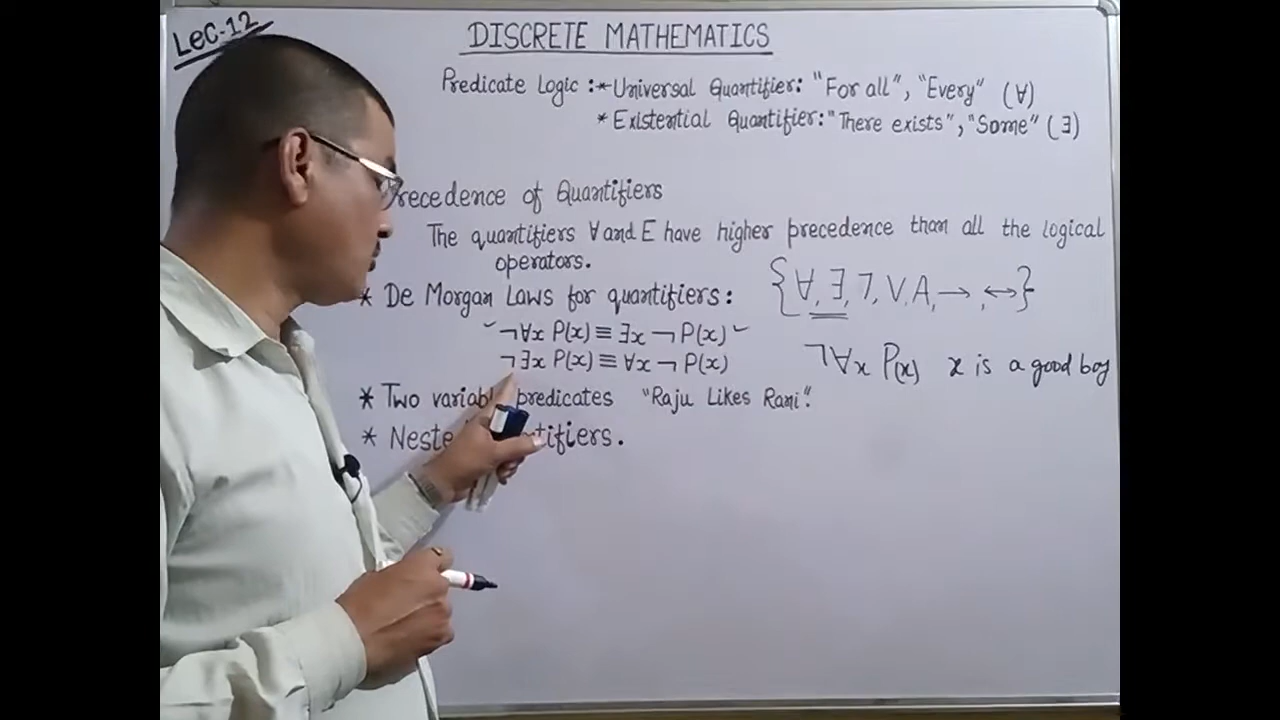 LeC-12
DISCRETE MATHEMATICS
Predicate Logic :* Universal Quantifier: "For all", "Every" (∀)
* Existential Quantifier: "There exists", "Some" (∃)
recedence of Quantifiers
The quantifiers ∀ and E have higher precedence than all the logical
operators.
{∀, ∃, ⅂, V, Λ, →, ↔}
* De Morgan Laws for quantifiers:
¬∀x P(x) ≡ ∃x ¬ P(x)
¬∃x P(x) ≡ ∀x ¬ P(x)
⅂∀x P(x) x is a good boy
* Two variable predicates "Raju Likes Rani".
* Neste tifiers.